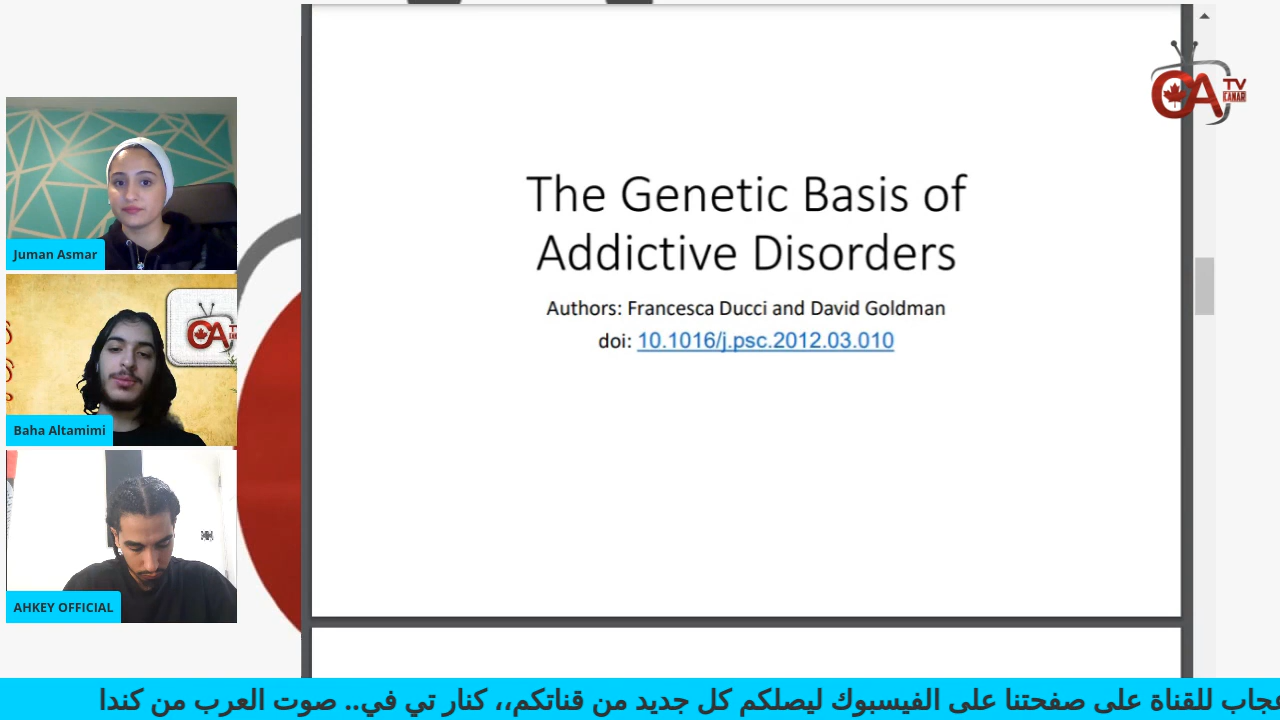 TV
CANAR
The Genetic Basis of
Addictive Disorders
Authors: Francesca Ducci and David Goldman
doi: 10.1016/j.psc.2012.03.010
Juman Asmar
Baha Altamimi
AHKEY OFFICIAL
للقناة على صفحتنا على الفيسبوك ليصلكم كل جديد من قناتكم،، كنار تي في.. صوت العرب من كندا